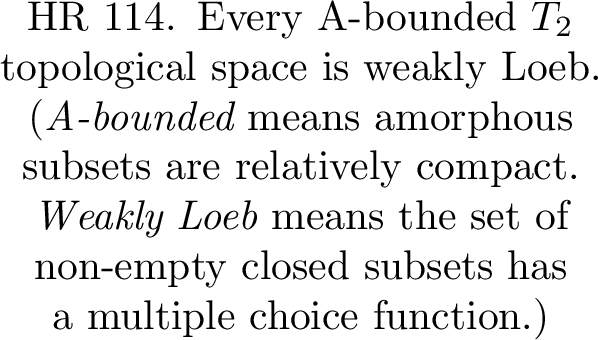 HR 114. Every A-bounded T₂
topological space is weakly Loeb.
(A-bounded means amorphous
subsets are relatively compact.
Weakly Loeb means the set of
non-empty closed subsets has
a multiple choice function.)